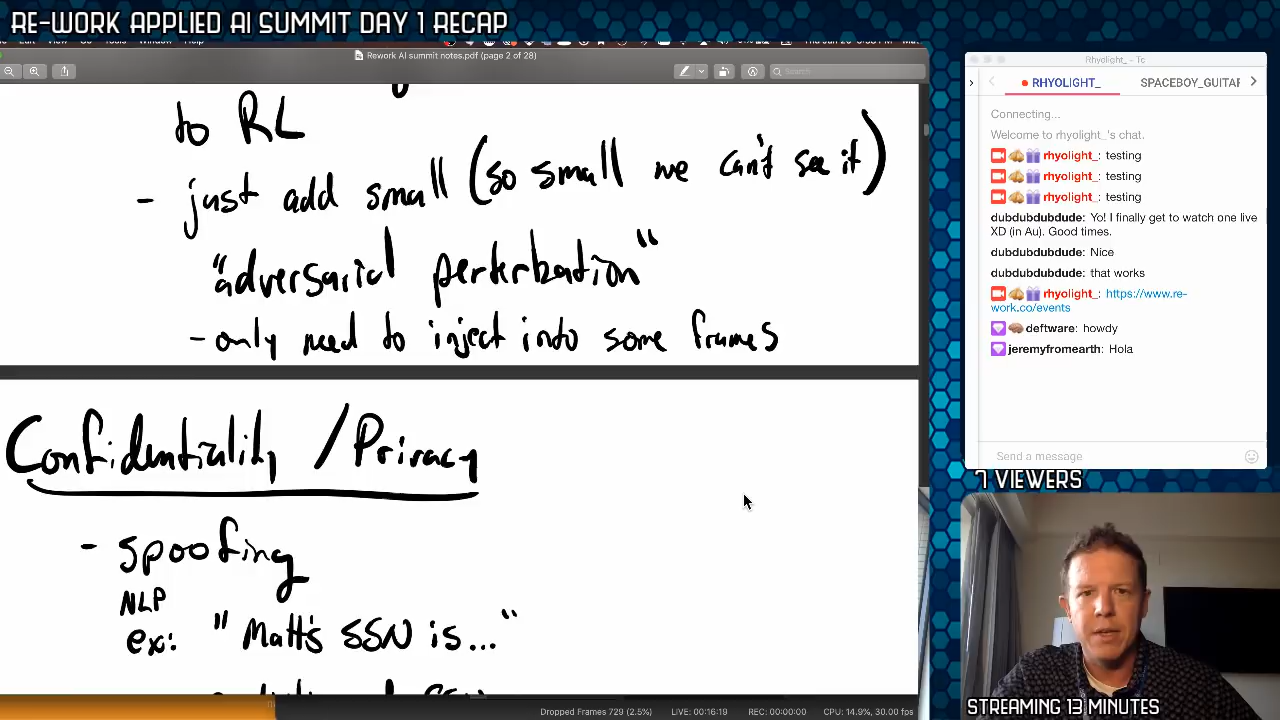 RE-WORK APPLIED AI SUMMIT DAY 1 RECAP
Rework AI summit notes.pdf (page 2 of 28)
Search
to RL
- just add small (so small we can't see it)
"adversarial perterbation"
- only need to inject into some frames
Confidentiality / Privacy
- spoofing
NLP
ex: "Matt's SSN is..."
Rhyolight_ - Tc
RHYOLIGHT_ SPACEBOY_GUITAR
Connecting...
Welcome to rhyolight_'s chat.
rhyolight_: testing
rhyolight_: testing
rhyolight_: testing
dubdubdubdude: Yo! I finally get to watch one live
XD (in Au). Good times.
dubdubdubdude: Nice
dubdubdubdude: that works
rhyolight_: https://www.re-
work.co/events
deftware: howdy
jeremyfromearth: Hola
Send a message
7 VIEWERS
STREAMING 13 MINUTES
Dropped Frames 729 (2.5%) LIVE: 00:16:19 REC: 00:00:00 CPU: 14.9%, 30.00 fps